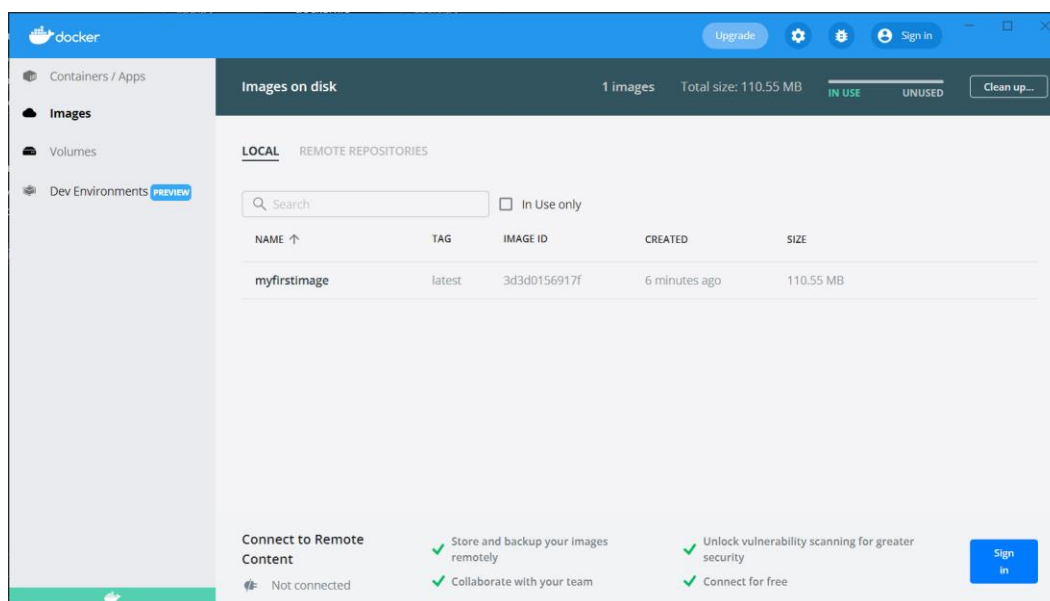 docker
Upgrade
Sign in
Containers / Apps
Images
Volumes
Dev Environments PREVIEW
Images on disk
1 images
Total size: 110.55 MB
IN USE
UNUSED
Clean up...
LOCAL
REMOTE REPOSITORIES
Search
In Use only
NAME TAG IMAGE ID CREATED SIZE
myfirstimage latest 3d3d0156917f 6 minutes ago 110.55 MB
Connect to Remote
Content
Not connected
Store and backup your images
remotely
Collaborate with your team
Unlock vulnerability scanning for greater
security
Connect for free
Sign
in